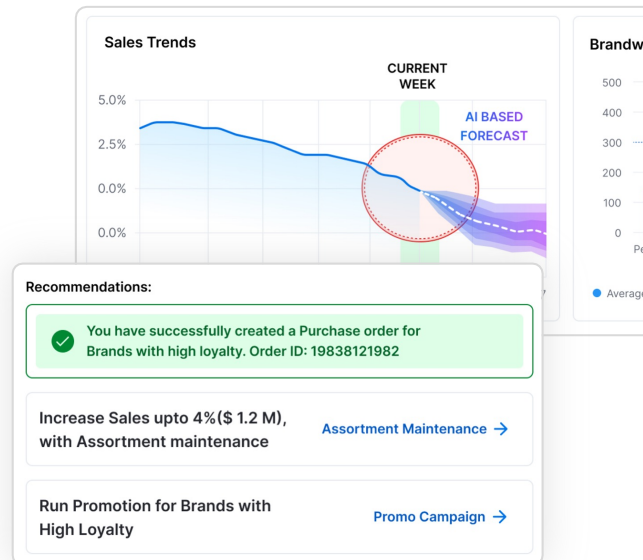 Sales Trends
CURRENT
WEEK
5.0%
2.5%
0.0%
0.0%
AI BASED
FORECAST
Brandw
500
400
300
200
100
0
Pe
Average
Recommendations:
You have successfully created a Purchase order for
Brands with high loyalty. Order ID: 19838121982
Increase Sales upto 4%($ 1.2 M),
with Assortment maintenance
Assortment Maintenance
Run Promotion for Brands with
High Loyalty
Promo Campaign